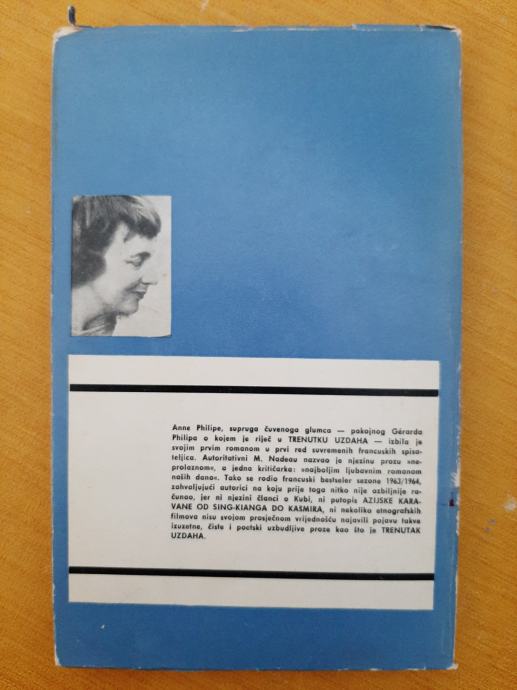 Anne Philipe, supruga čuvenoga glumca — pokojnog Gérarda
Philipa o kojem je riječ u TRENUTKU UZDAHA — izbila je
svojim prvim romanom u prvi red suvremenih francuskih spisa-
teljica. Autoritativni M. Nadeau nazvao je njezinu prozu »ne-
prolaznom«, a jedna kritičarka: »najboljim ljubavnim romanom
naših dana«. Tako se rodio francuski bestseler sezone 1963/1964,
zahvaljujući autorici na koju prije toga nitko nije ozbiljnije ra-
čunao, jer ni njezini članci o Kubi, ni putopis AZIJSKE KARA-
VANE OD SING-KIANGA DO KAŠMIRA, ni nekoliko etnografskih
filmova nisu svojom prosječnom vrijednošću najavili pojavu takve
izuzetne, čiste i poetski uzbudljive proze kao što je TRENUTAK
UZDAHA.